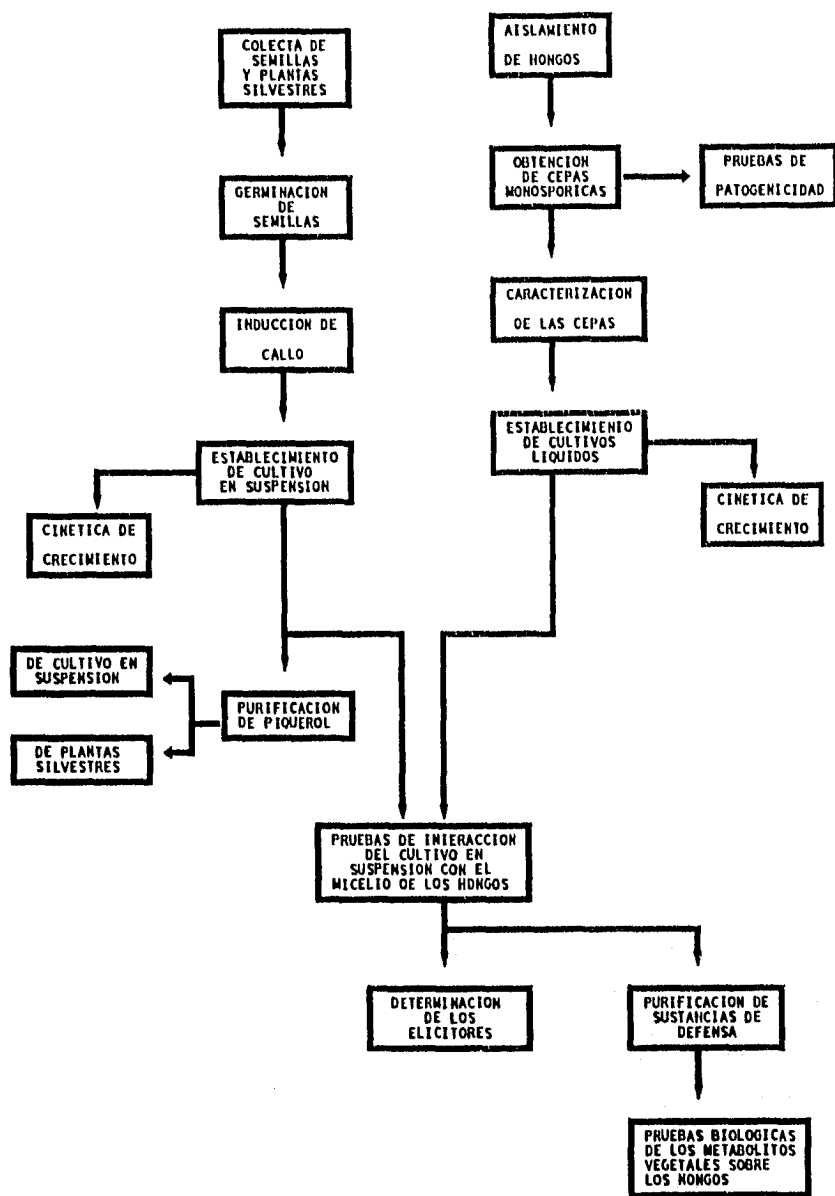 COLECTA DE
SEMILLAS
Y PLANTAS
SILVESTRES
AISLAMIENTO
DE HONGOS
GERMINACION
DE
SEMILLAS
OBTENCION
DE CEPAS
MONOSPORICAS
PRUEBAS DE
PATOGENICIDAD
INDUCCION DE
CALLO
CARACTERIZACION
DE LAS CEPAS
ESTABLECIMIENTO
DE CULTIVO
EN SUSPENSION
ESTABLECIMIENTO
DE CULTIVOS
LIQUIDOS
CINETICA DE
CRECIMIENTO
CINETICA DE
CRECIMIENTO
DE CULTIVO EN
SUSPENSION
PURIFICACION
DE PIQUEROL
DE PLANTAS
SILVESTRES
PRUEBAS DE INTERACCION
DEL CULTIVO EN
SUSPENSION CON EL
MICELIO DE LOS HONGOS
DETERMINACION
DE LOS
ELICITORES
PURIFICACION DE
SUSTANCIAS DE
DEFENSA
PRUEBAS BIOLOGICAS
DE LOS METABOLITOS
VEGETALES SOBRE
LOS HONGOS